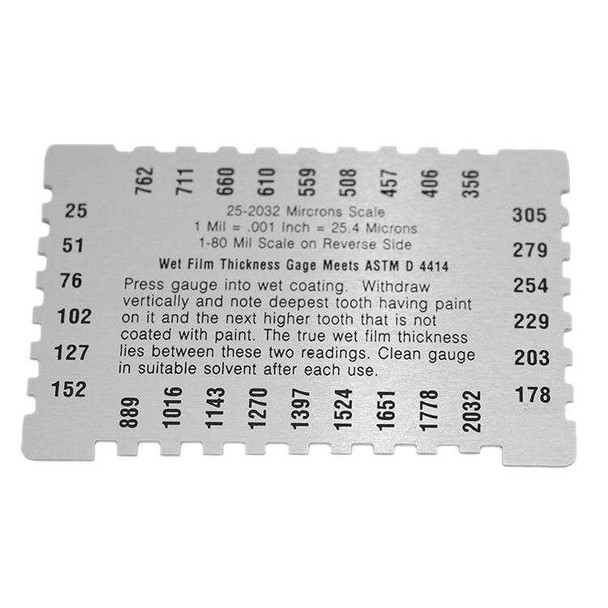 762 711 660 610 559 508 457 406 356
25
51
76
102
127
152
25-2032 Mircrons Scale
1 Mil = .001 Inch = 25.4 Microns
1-80 Mil Scale on Reverse Side
Wet Film Thickness Gage Meets ASTM D 4414
Press gauge into wet coating. Withdraw
vertically and note deepest tooth having paint
on it and the next higher tooth that is not
coated with paint. The true wet film thickness
lies between these two readings. Clean gauge
in suitable solvent after each use.
305
279
254
229
203
178
889 1016 1143 1270 1397 1524 1651 1778 2032